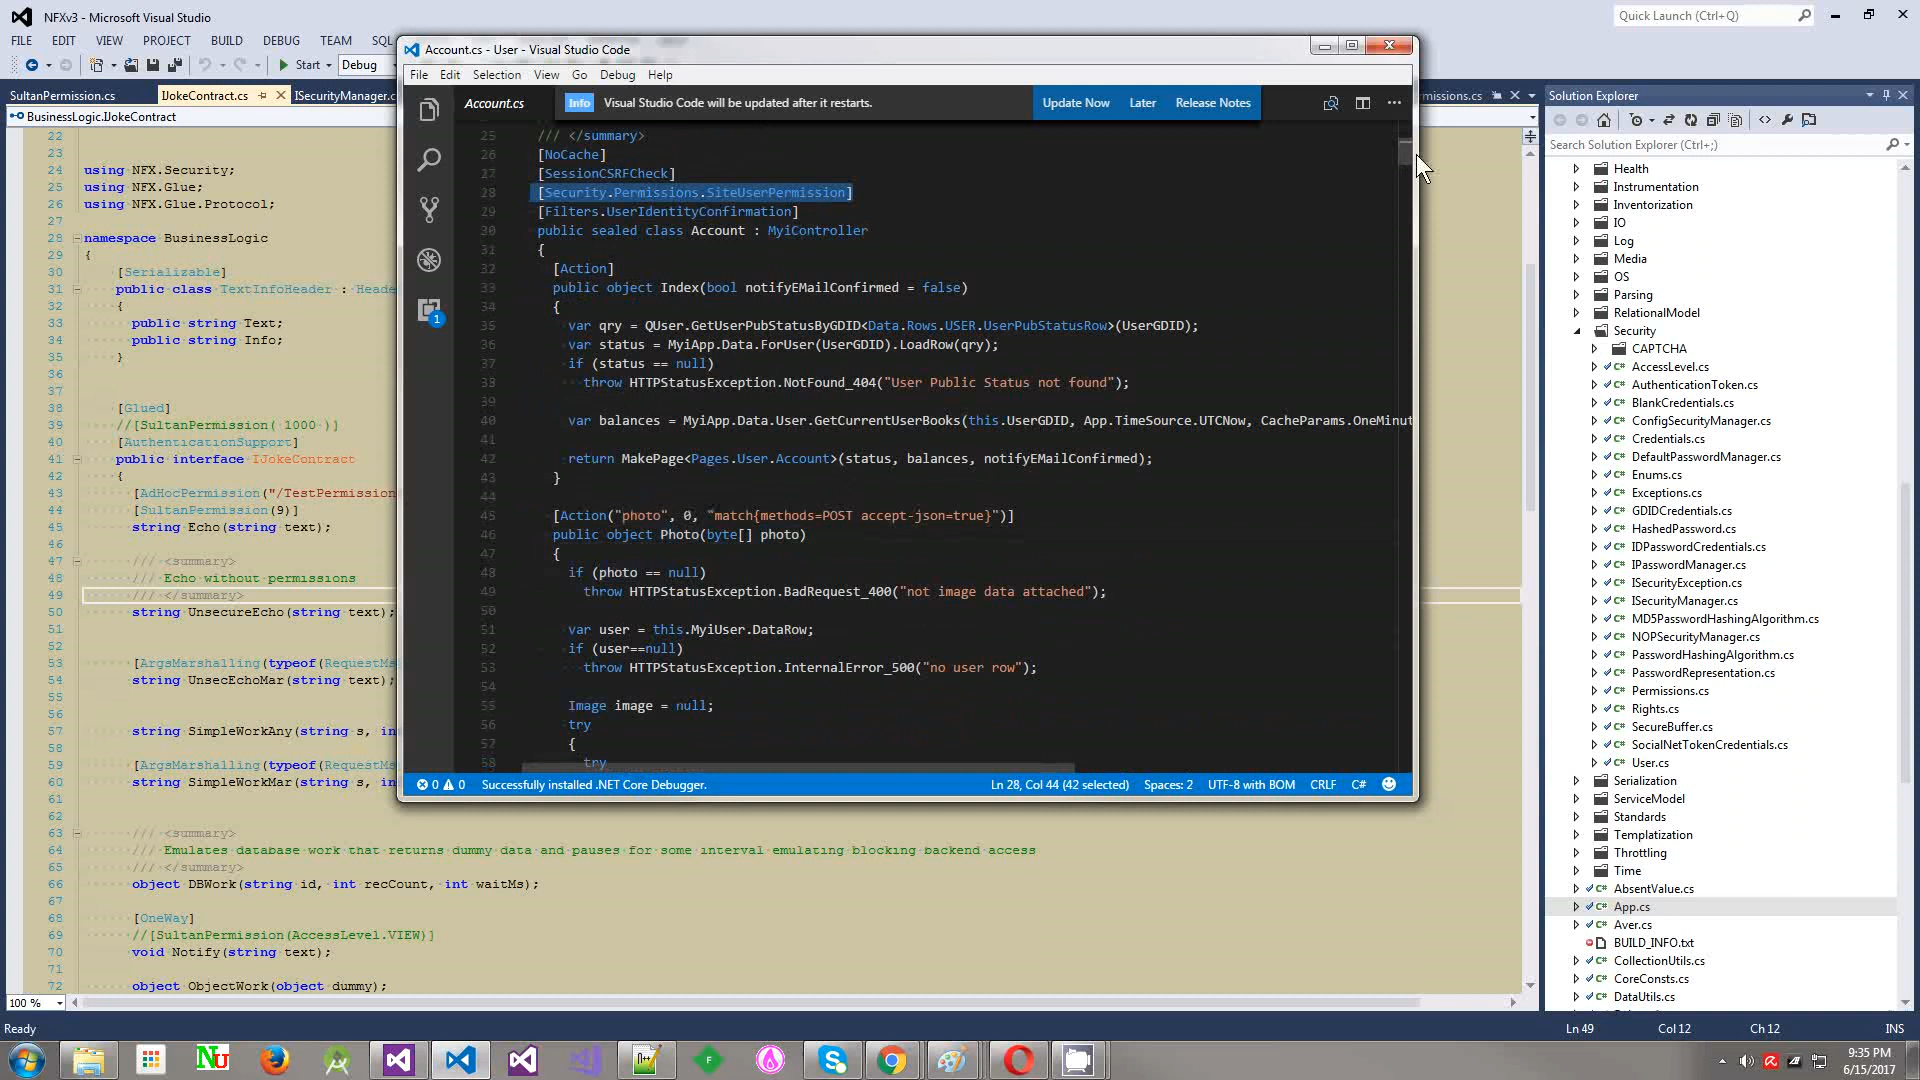 NFXv3 - Microsoft Visual Studio
Quick Launch (Ctrl+Q)
FILE EDIT VIEW PROJECT BUILD DEBUG TEAM SQL
Start Debug
SultanPermission.cs IJokeContract.cs ISecurityManager.c
BusinessLogic.IJokeContract
22
23
24 using NFX.Security;
25 using NFX.Glue;
26 using NFX.Glue.Protocol;
27
28 namespace BusinessLogic
29 {
30 [Serializable]
31 public class TextInfoHeader : Heade
32 {
33 public string Text;
34 public string Info;
35 }
36
37
38 [Glued]
39 //[SultanPermission( 1000 )]
40 [AuthenticationSupport]
41 public interface IJokeContract
42 {
43 [AdHocPermission("/TestPermission
44 [SultanPermission(9)]
45 string Echo(string text);
46
47 /// <summary>
48 /// Echo without permissions
49 /// </summary>
50 string UnsecureEcho(string text);
51
52
53 [ArgsMarshalling(typeof(RequestMs
54 string UnsecEchoMar(string text);
55
56
57 string SimpleWorkAny(string s, in
58
59 [ArgsMarshalling(typeof(RequestMs
60 string SimpleWorkMar(string s, in
61
62
63 /// <summary>
64 /// Emulates database work that returns dummy data and pauses for some interval emulating blocking backend access
65 /// </summary>
66 object DBWork(string id, int recCount, int waitMs);
67
68 [OneWay]
69 //[SultanPermission(AccessLevel.VIEW)]
70 void Notify(string text);
71
72 object ObjectWork(object dummy);
100 %
Ready
Ln 49 Col 12 Ch 12 INS
Account.cs - User - Visual Studio Code
File Edit Selection View Go Debug Help
Account.cs
Info Visual Studio Code will be updated after it restarts.
Update Now Later Release Notes
1
25 /// </summary>
26 [NoCache]
27 [SessionCSRFCheck]
28 [Security.Permissions.SiteUserPermission]
29 [Filters.UserIdentityConfirmation]
30 public sealed class Account : MyiController
31 {
32 [Action]
33 public object Index(bool notifyEMailConfirmed = false)
34 {
35 var qry = QUser.GetUserPubStatusByGDID<Data.Rows.USER.UserPubStatusRow>(UserGDID);
36 var status = MyiApp.Data.ForUser(UserGDID).LoadRow(qry);
37 if (status == null)
38 throw HTTPStatusException.NotFound_404("User Public Status not found");
39
40 var balances = MyiApp.Data.User.GetCurrentUserBooks(this.UserGDID, App.TimeSource.UTCNow, CacheParams.OneMinut
41
42 return MakePage<Pages.User.Account>(status, balances, notifyEMailConfirmed);
43 }
44
45 [Action("photo", 0, "match{methods=POST accept-json=true}")]
46 public object Photo(byte[] photo)
47 {
48 if (photo == null)
49 throw HTTPStatusException.BadRequest_400("not image data attached");
50
51 var user = this.MyiUser.DataRow;
52 if (user==null)
53 throw HTTPStatusException.InternalError_500("no user row");
54
55 Image image = null;
56 try
57 {
58 try
0 0 Successfully installed .NET Core Debugger.
Ln 28, Col 44 (42 selected) Spaces: 2 UTF-8 with BOM CRLF C#
missions.cs
Solution Explorer
Search Solution Explorer (Ctrl+;)
Health
Instrumentation
Inventorization
IO
Log
Media
OS
Parsing
RelationalModel
Security
CAPTCHA
C# AccessLevel.cs
C# AuthenticationToken.cs
C# BlankCredentials.cs
C# ConfigSecurityManager.cs
C# Credentials.cs
C# DefaultPasswordManager.cs
C# Enums.cs
C# Exceptions.cs
C# GDIDCredentials.cs
C# HashedPassword.cs
C# IDPasswordCredentials.cs
C# IPasswordManager.cs
C# ISecurityException.cs
C# ISecurityManager.cs
C# MD5PasswordHashingAlgorithm.cs
C# NOPSecurityManager.cs
C# PasswordHashingAlgorithm.cs
C# PasswordRepresentation.cs
C# Permissions.cs
C# Rights.cs
C# SecureBuffer.cs
C# SocialNetTokenCredentials.cs
C# User.cs
Serialization
ServiceModel
Standards
Templatization
Throttling
Time
C# AbsentValue.cs
C# App.cs
C# Aver.cs
BUILD_INFO.txt
C# CollectionUtils.cs
C# CoreConsts.cs
C# DataUtils.cs
9:35 PM
6/15/2017